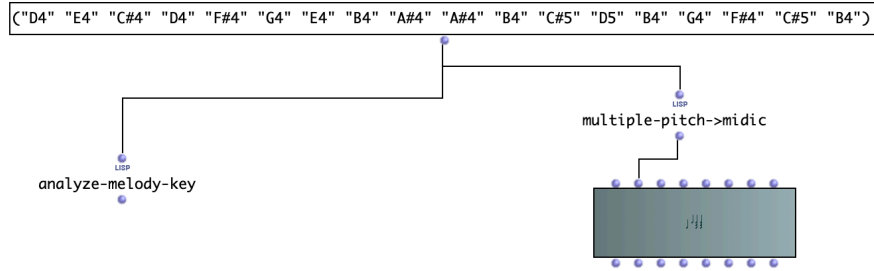 ("D4" "E4" "C#4" "D4" "F#4" "G4" "E4" "B4" "A#4" "A#4" "B4" "C#5" "D5" "B4" "G4" "F#4" "C#5" "B4")
LISP
multiple-pitch->midic
LISP
analyze-melody-key